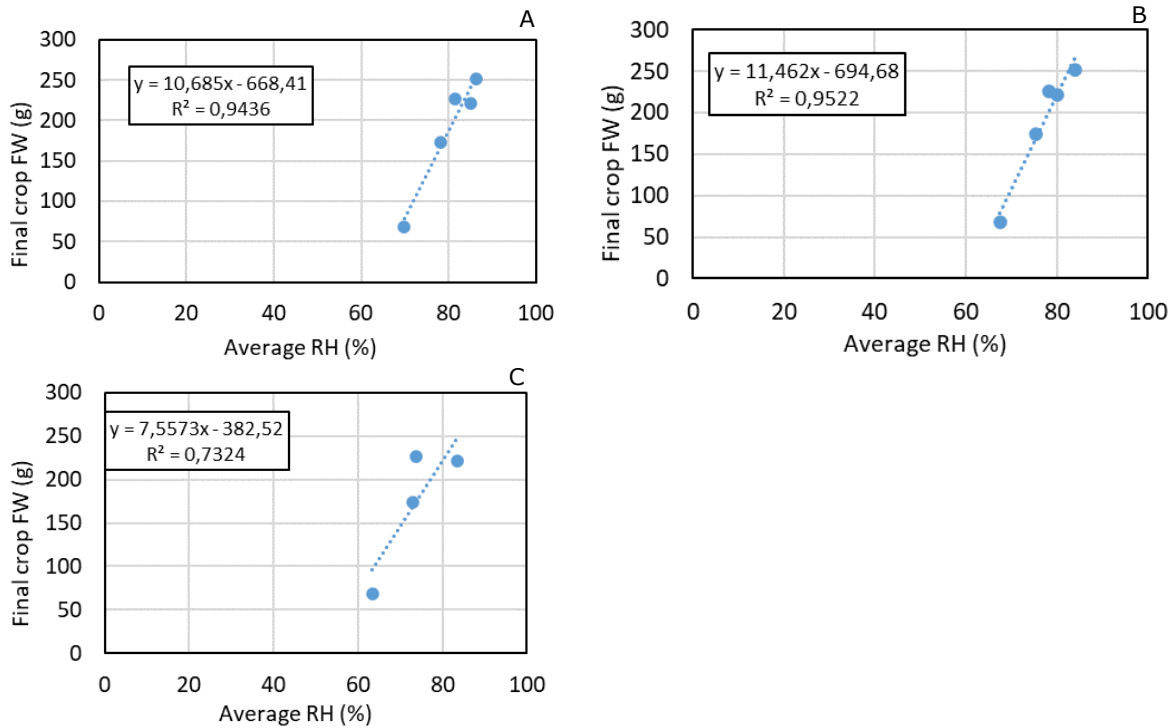 A
300
250
200
150
100
50
0
y = 10,685x - 668,41
R² = 0,9436
Final crop FW (g)
0 20 40 60 80 100
Average RH (%)
B
300
250
200
150
100
50
0
y = 11,462x - 694,68
R² = 0,9522
Final crop FW (g)
0 20 40 60 80 100
Average RH (%)
C
300
250
200
150
100
50
0
y = 7,5573x - 382,52
R² = 0,7324
Final crop FW (g)
0 20 40 60 80 100
Average RH (%)